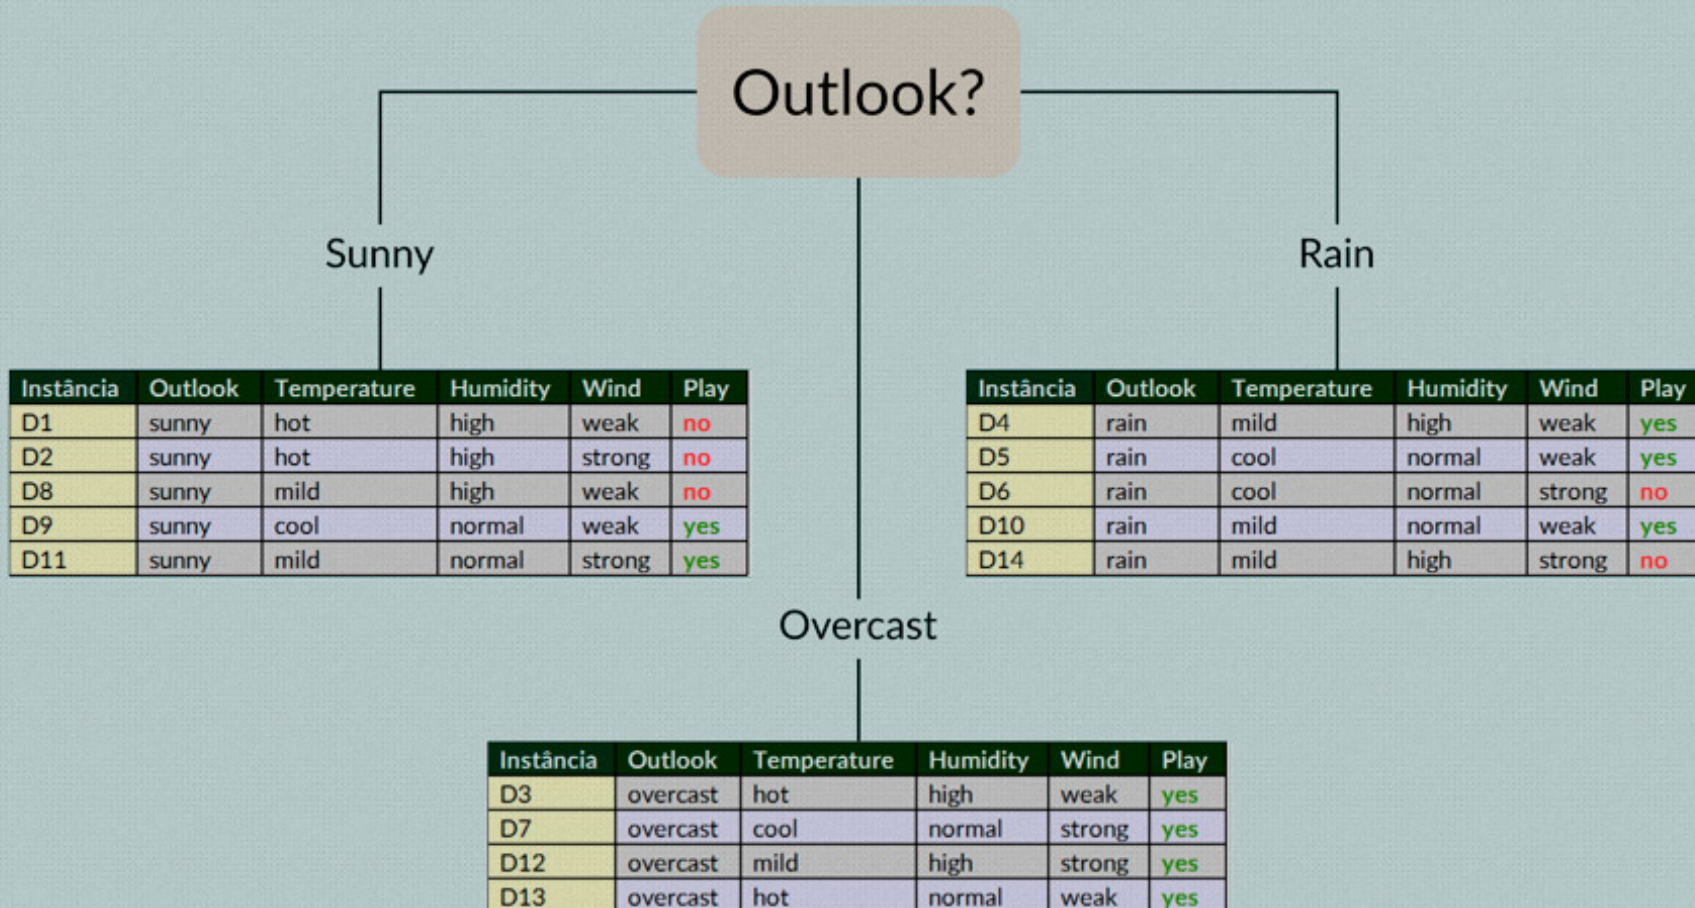 Outlook?
Sunny
Rain
Instância Outlook Temperature Humidity Wind Play
D1 sunny hot high weak no
D2 sunny hot high strong no
D8 sunny mild high weak no
D9 sunny cool normal weak yes
D11 sunny mild normal strong yes
Instância Outlook Temperature Humidity Wind Play
D4 rain mild high weak yes
D5 rain cool normal weak yes
D6 rain cool normal strong no
D10 rain mild normal weak yes
D14 rain mild high strong no
Overcast
Instância Outlook Temperature Humidity Wind Play
D3 overcast hot high weak yes
D7 overcast cool normal strong yes
D12 overcast mild high strong yes
D13 overcast hot normal weak yes